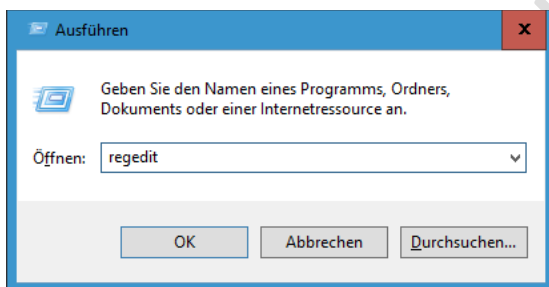 Ausführen
Geben Sie den Namen eines Programms, Ordners,
Dokuments oder einer Internetressource an.
Öffnen: regedit
OK Abbrechen Durchsuchen...